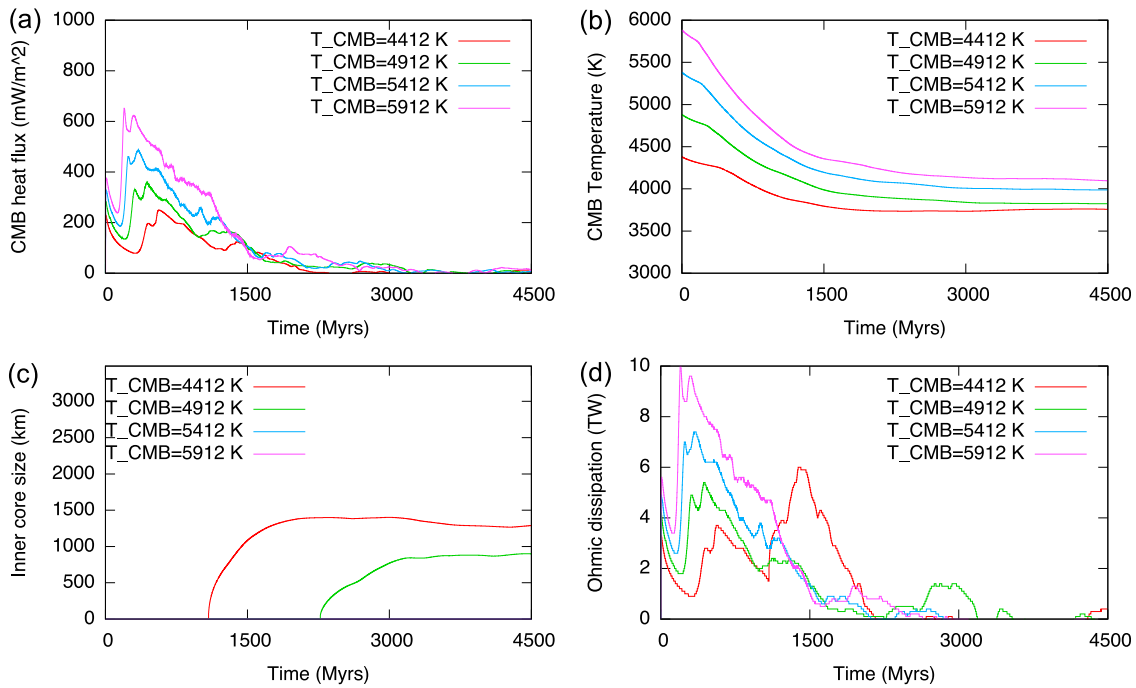 (a)
CMB heat flux (mW/m^2)
1000
800
600
400
200
0
T_CMB=4412 K
T_CMB=4912 K
T_CMB=5412 K
T_CMB=5912 K
0 1500 3000 4500
Time (Myrs)
(b)
CMB Temperature (K)
6000
5500
5000
4500
4000
3500
3000
T_CMB=4412 K
T_CMB=4912 K
T_CMB=5412 K
T_CMB=5912 K
0 1500 3000 4500
Time (Myrs)
(c)
Inner core size (km)
3000
2500
2000
1500
1000
500
0
T_CMB=4412 K
T_CMB=4912 K
T_CMB=5412 K
T_CMB=5912 K
0 1500 3000 4500
Time (Myrs)
(d)
Ohmic dissipation (TW)
10
8
6
4
2
0
T_CMB=4412 K
T_CMB=4912 K
T_CMB=5412 K
T_CMB=5912 K
0 1500 3000 4500
Time (Myrs)